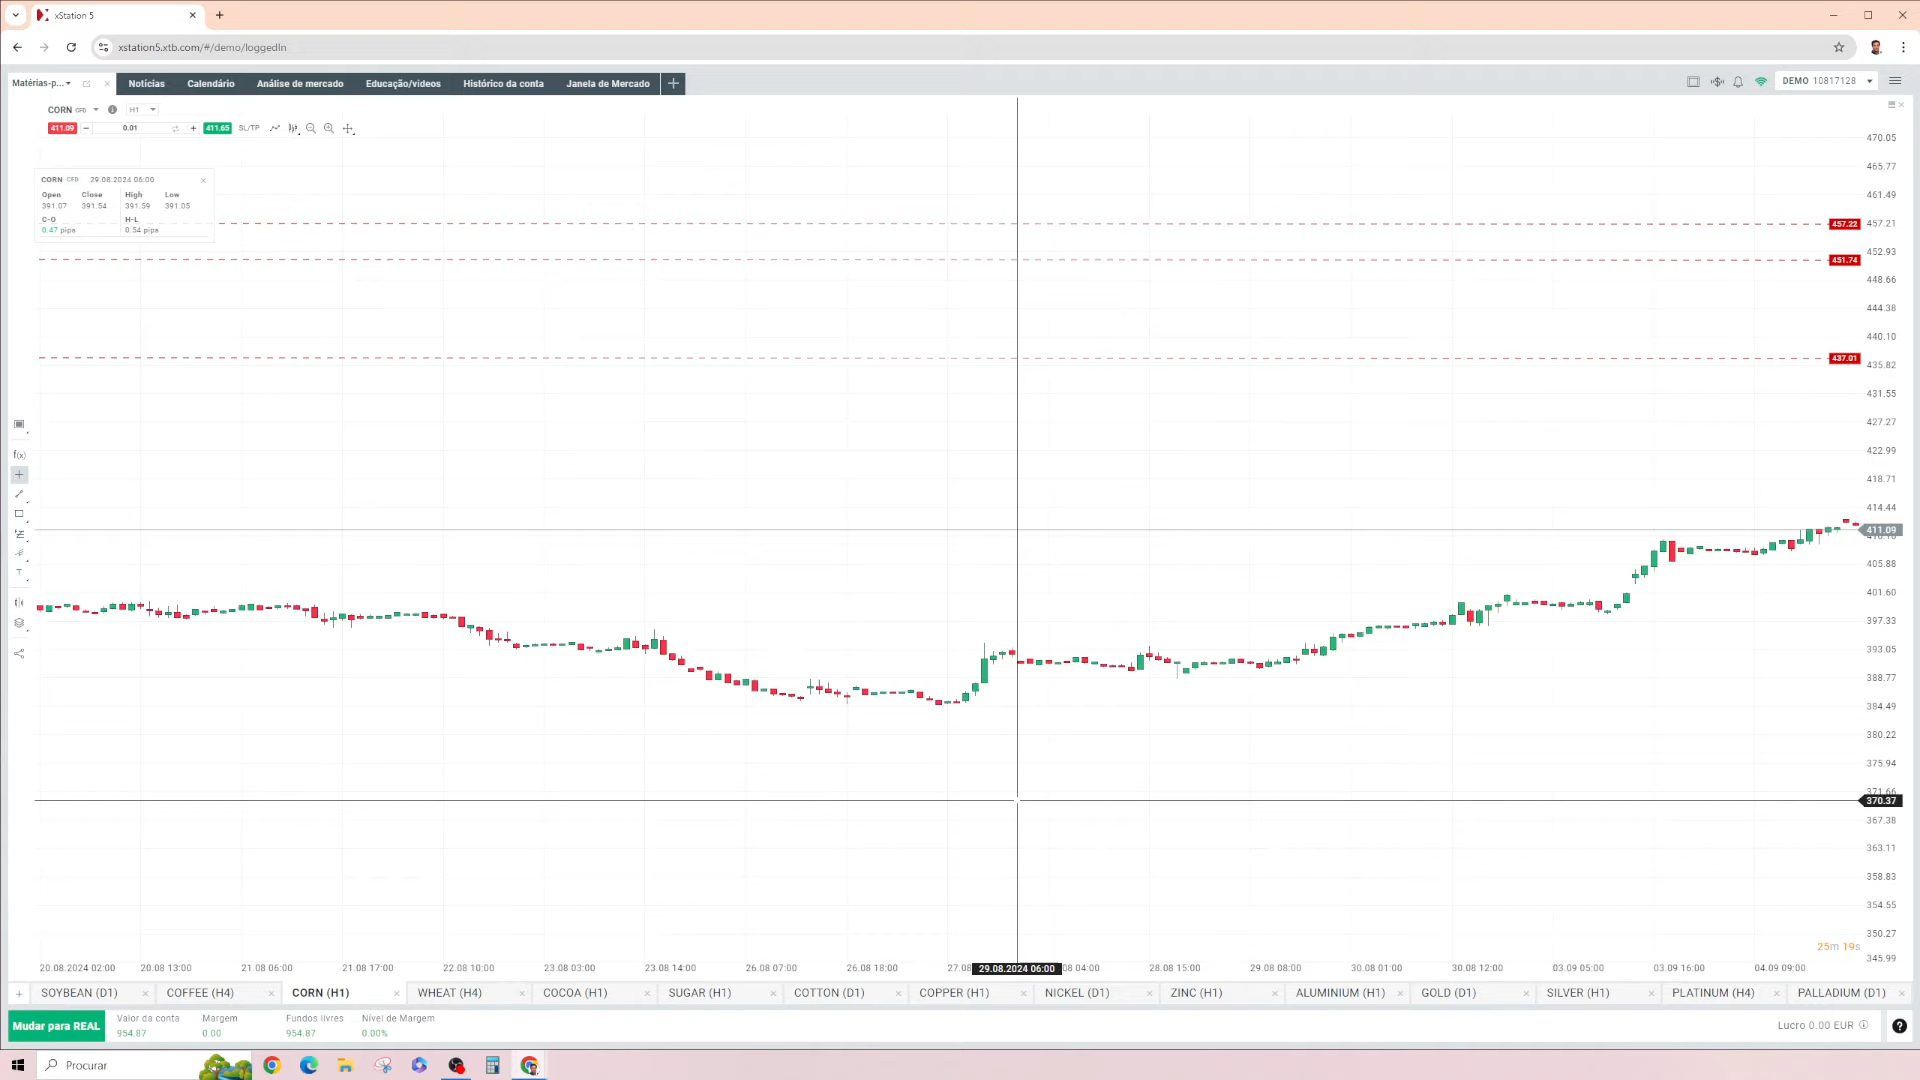 xStation 5
xstation5.xtb.com/#/demo/loggedIn
Matérias-p...
Notícias
Calendário
Análise de mercado
Educação/vídeos
Histórico da conta
Janela de Mercado
DEMO 10817128
CORN CFD
H1
411.09
0.01
411.65
SL/TP
CORN CFD 29.08.2024 06:00
Open Close High Low
391.07 391.54 391.59 391.05
C-O H-L
0.47 pips 0.54 pips
470.05
465.77
461.49
457.22
457.21
452.93
451.74
448.66
444.38
440.10
437.01
435.82
431.55
427.27
422.99
418.71
414.44
411.09
405.88
401.60
397.33
393.05
388.77
384.49
380.22
375.94
371.66
370.37
367.38
363.11
358.83
354.55
350.27
345.99
25m 19s
f(x)
T
20.08.2024 02:00 20.08 13:00 21.08 06:00 21.08 17:00 22.08 10:00 23.08 03:00 23.08 14:00 26.08 07:00 26.08 18:00 27.08 29.08.2024 06:00 08 04:00 28.08 15:00 29.08 08:00 30.08 01:00 30.08 12:00 03.09 05:00 03.09 16:00 04.09 09:00
SOYBEAN (D1) COFFEE (H4) CORN (H1) WHEAT (H4) COCOA (H1) SUGAR (H1) COTTON (D1) COPPER (H1) NICKEL (D1) ZINC (H1) ALUMINIUM (H1) GOLD (D1) SILVER (H1) PLATINUM (H4) PALLADIUM (D1)
Mudar para REAL
Valor da conta Margem Fundos livres Nível de Margem
954.87 0.00 954.87 0.00%
Lucro 0.00 EUR
Procurar